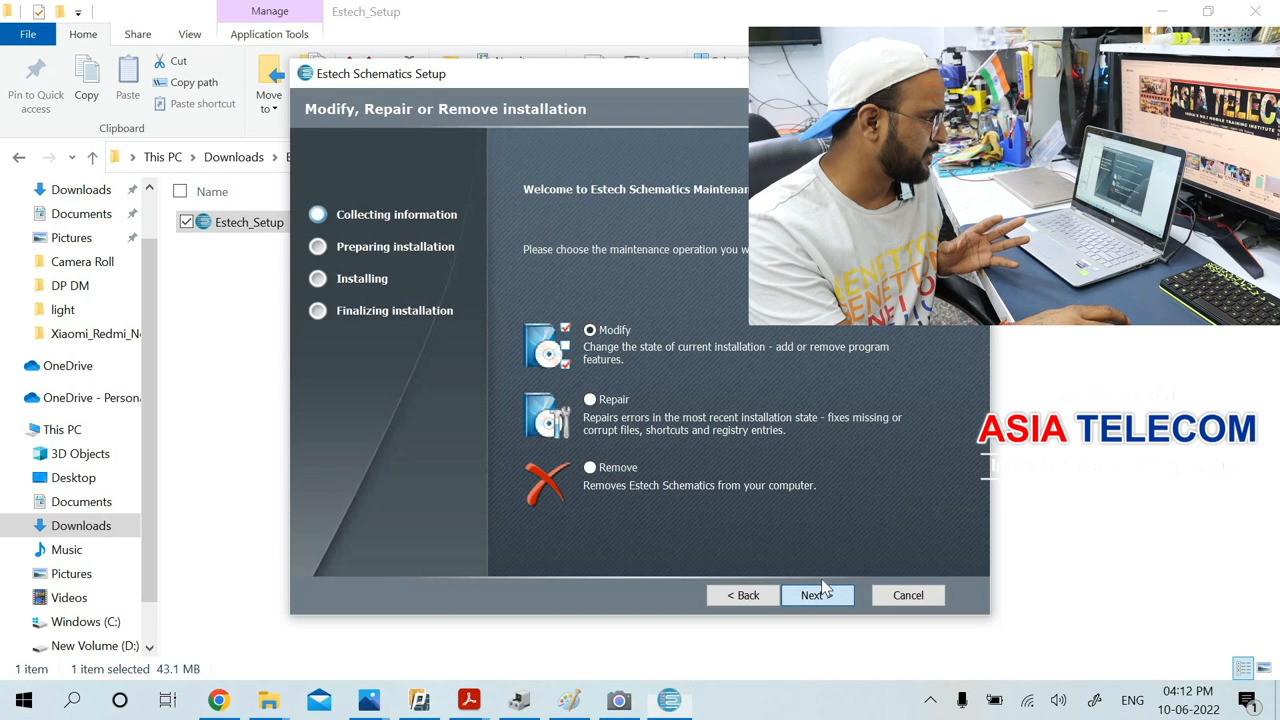 Manage
Estech_Setup
File
Home
Share
View
Application Tools
Pin to Quick
access
Copy
Paste
Cut
Copy path
Paste shortcut
Move
to
Clipboard
This PC
Downloads
Downloads
Documents
Pictures
Camera Roll
DP DM
light
Xiaomi_Redmi_N
OneDrive
OneDrive - Persona
This PC
3D Objects
Desktop
Documents
Downloads
Music
Pictures
Videos
Windows (C:)
New Volume (D:)
Name
Estech_Setup
Estech Schematics Setup
Modify, Repair or Remove installation
Collecting information
Preparing installation
Installing
Finalizing installation
Welcome to Estech Schematics Maintenan
Please choose the maintenance operation you w
Modify
Change the state of current installation - add or remove program
features.
Repair
Repairs errors in the most recent installation state - fixes missing or
corrupt files, shortcuts and registry entries.
Remove
Removes Estech Schematics from your computer.
< Back
Next
Cancel
ASIA TELECOM
1 item
1 item selected 43.1 MB
ENG
04:12 PM
10-06-2022
1